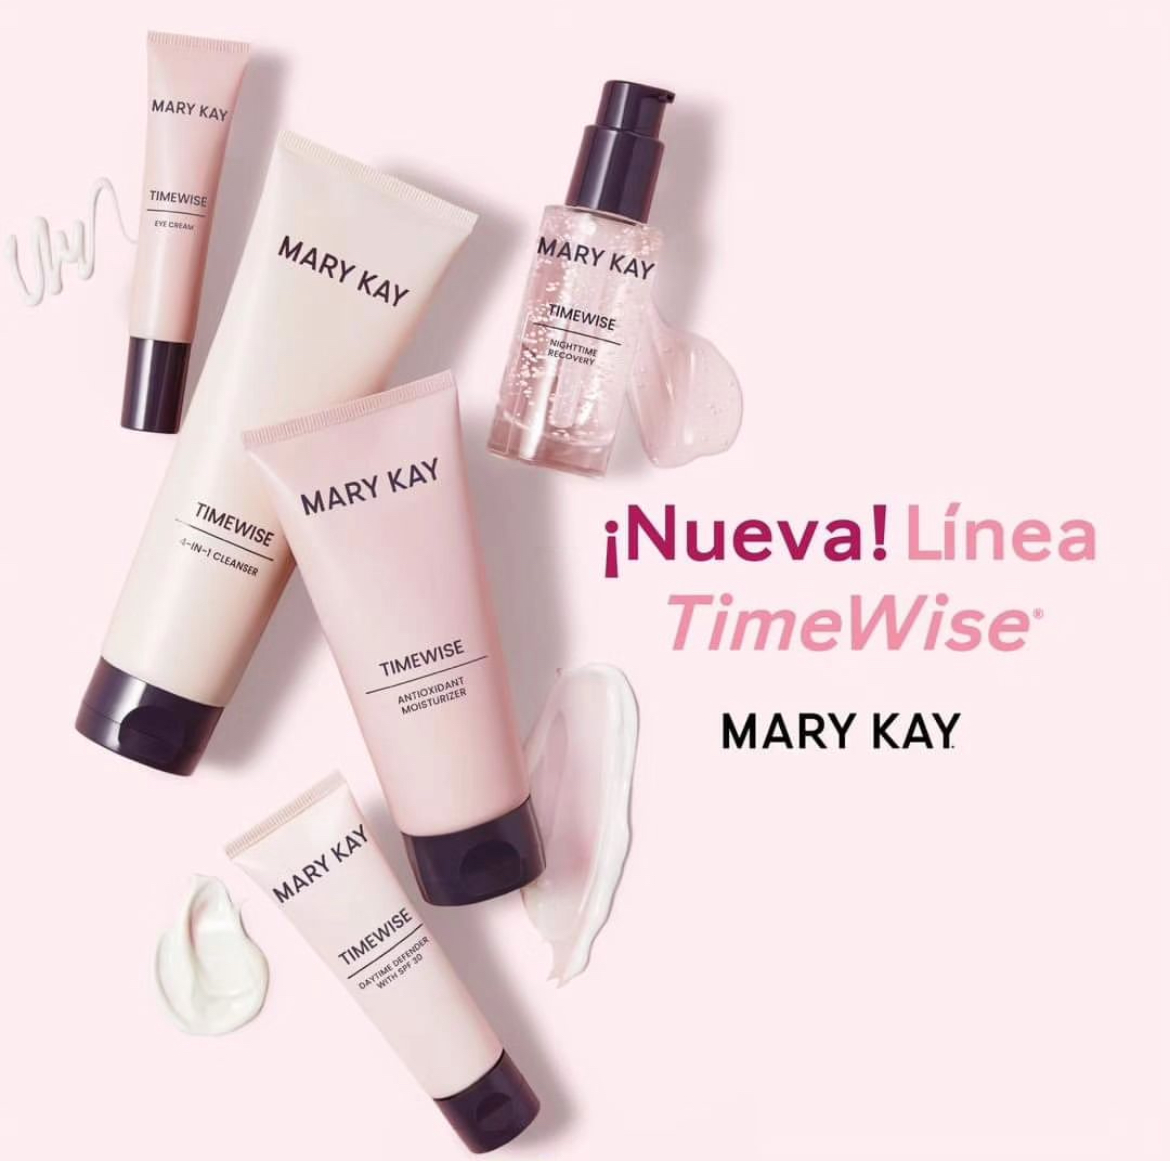 MARY KAY
TIMEWISE
EYE CREAM
MARY KAY
TIMEWISE
4-IN-1 CLEANSER
MARY KAY
TIMEWISE
NIGHTTIME
RECOVERY
MARY KAY
TIMEWISE
ANTIOXIDANT
MOISTURIZER
MARY KAY
TIMEWISE
DAYTIME DEFENDER
WITH SPF 30
¡Nueva! Línea
TimeWise®
MARY KAY